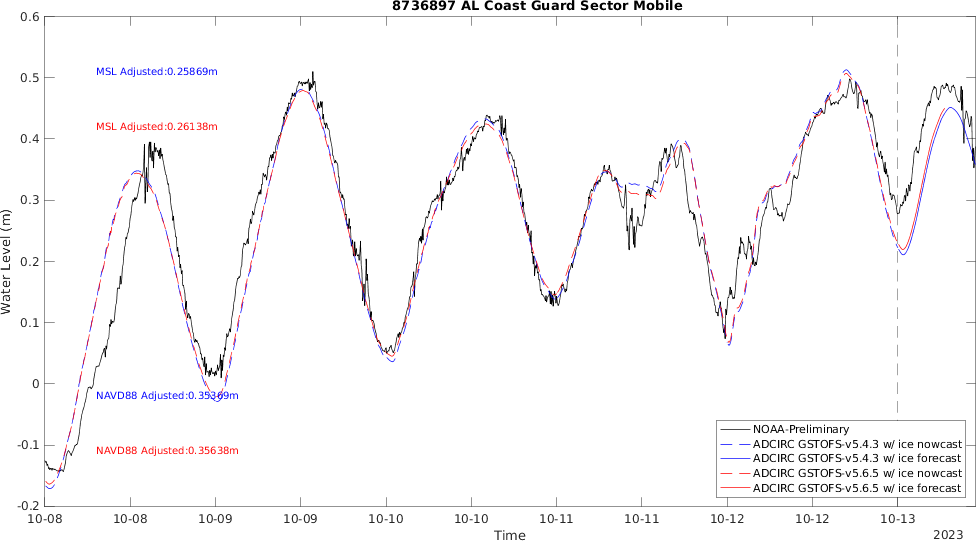 8736897 AL Coast Guard Sector Mobile
0.6
0.5
0.4
0.3
0.2
0.1
0
-0.1
-0.2
Water Level (m)
MSL Adjusted:0.25869m
MSL Adjusted:0.26138m
NAVD88 Adjusted:0.35369m
NAVD88 Adjusted:0.35638m
NOAA-Preliminary
ADCIRC GSTOFS-v5.4.3 w/ ice nowcast
ADCIRC GSTOFS-v5.4.3 w/ ice forecast
ADCIRC GSTOFS-v5.6.5 w/ ice nowcast
ADCIRC GSTOFS-v5.6.5 w/ ice forecast
10-08 10-08 10-09 10-09 10-10 10-10 10-11 10-11 10-12 10-12 10-13
Time
2023